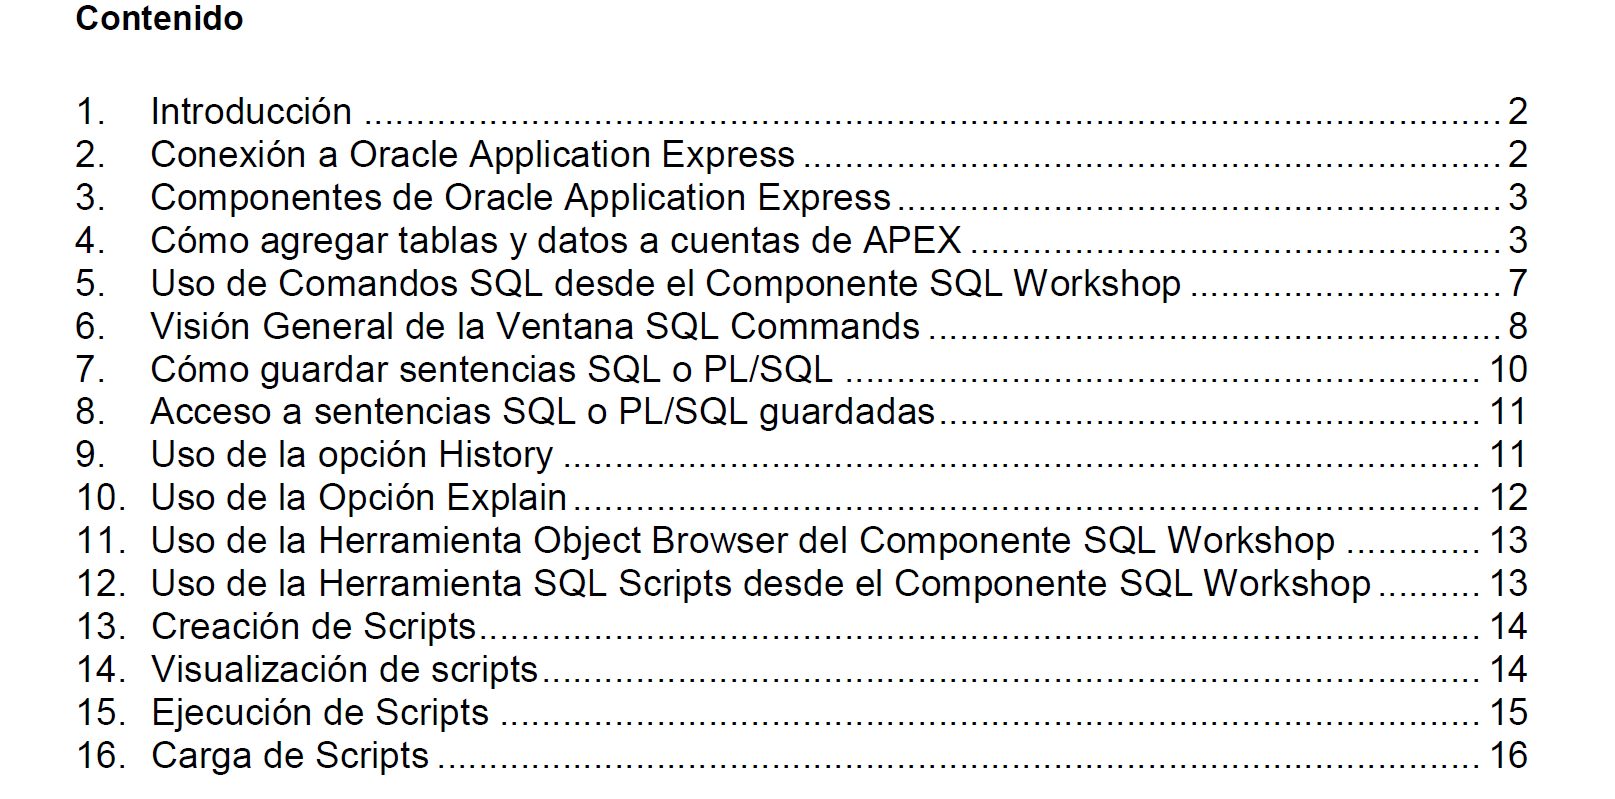 Contenido
1. Introducción ........................................................................................................ 2
2. Conexión a Oracle Application Express ................................................................ 2
3. Componentes de Oracle Application Express ....................................................... 3
4. Cómo agregar tablas y datos a cuentas de APEX ................................................ 3
5. Uso de Comandos SQL desde el Componente SQL Workshop ............................ 7
6. Visión General de la Ventana SQL Commands .................................................... 8
7. Cómo guardar sentencias SQL o PL/SQL .......................................................... 10
8. Acceso a sentencias SQL o PL/SQL guardadas ................................................. 11
9. Uso de la opción History .................................................................................... 11
10. Uso de la Opción Explain ................................................................................... 12
11. Uso de la Herramienta Object Browser del Componente SQL Workshop ............. 13
12. Uso de la Herramienta SQL Scripts desde el Componente SQL Workshop .......... 13
13. Creación de Scripts ............................................................................................ 14
14. Visualización de scripts ...................................................................................... 14
15. Ejecución de Scripts .......................................................................................... 15
16. Carga de Scripts ................................................................................................ 16